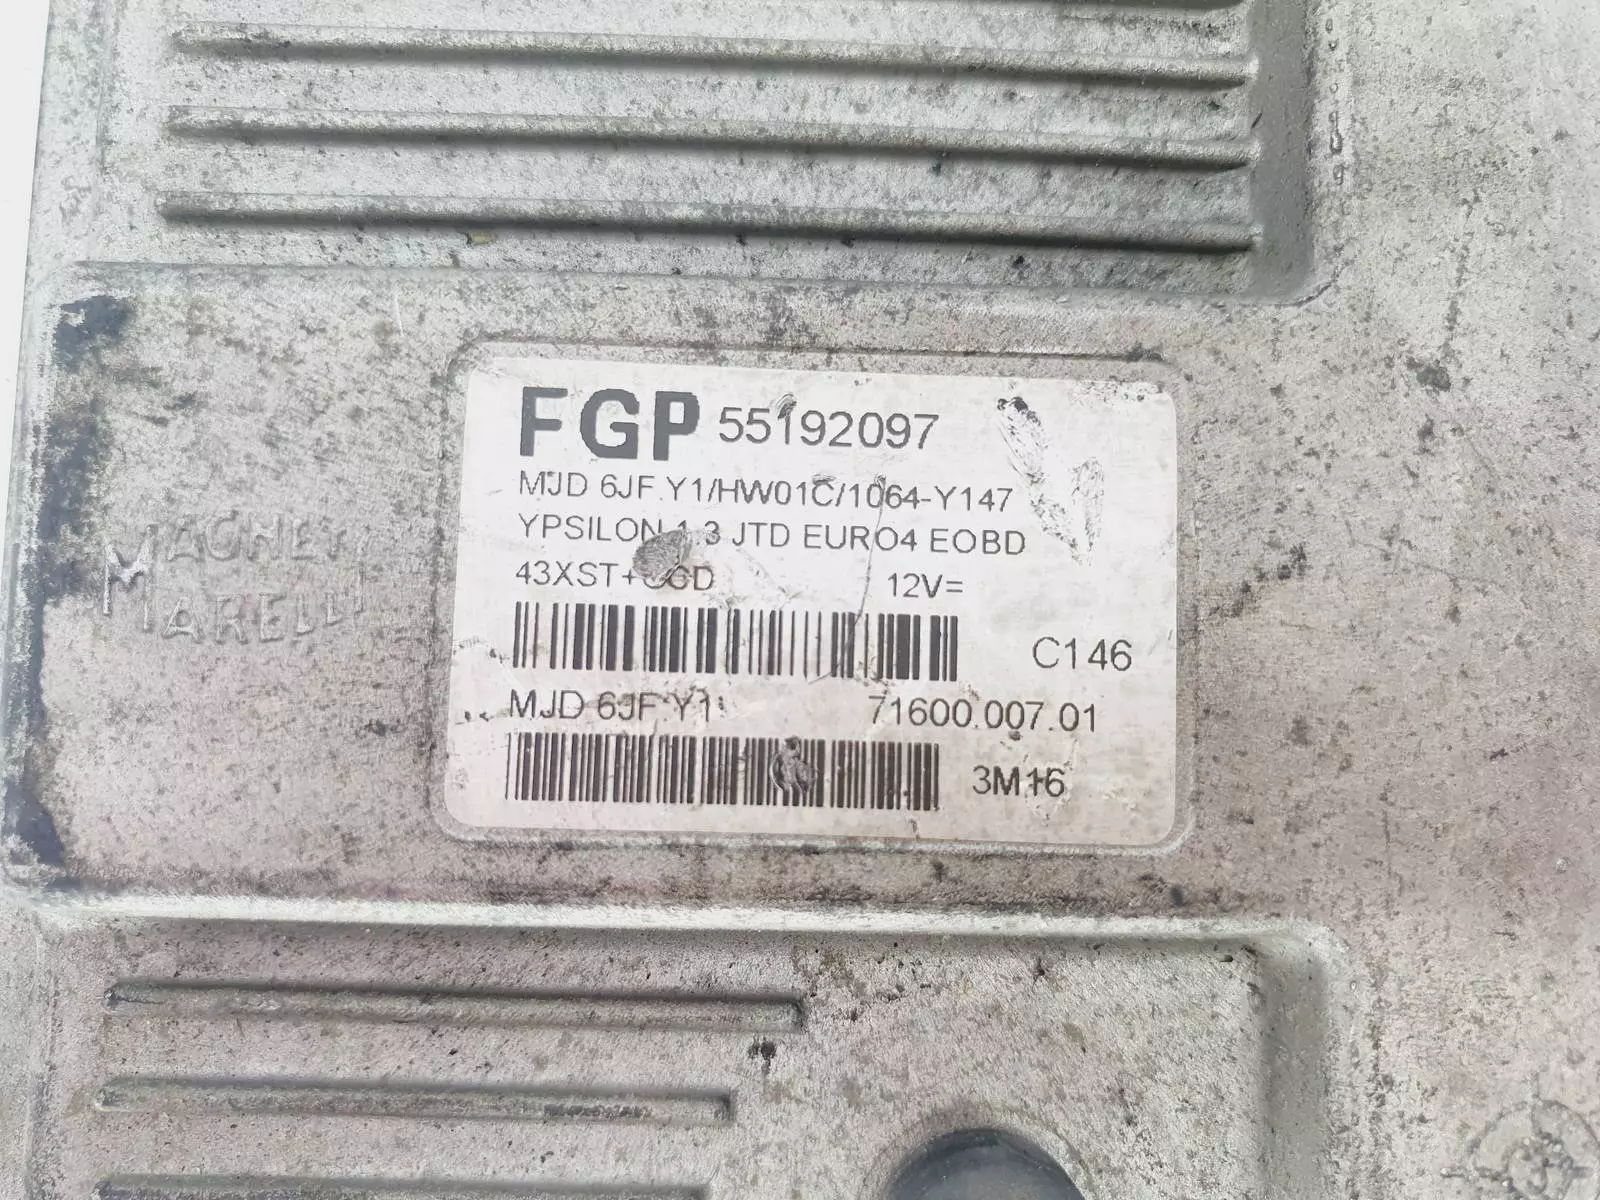 FGP 55192097
MJD 6JF.Y1/HW01C/1064-Y147
YPSILON 1.3 JTD EURO4 EOBD
12V=
C146
MJD 6JF.Y1
71600.007.01
3M16
MAGNETI
MARELLI